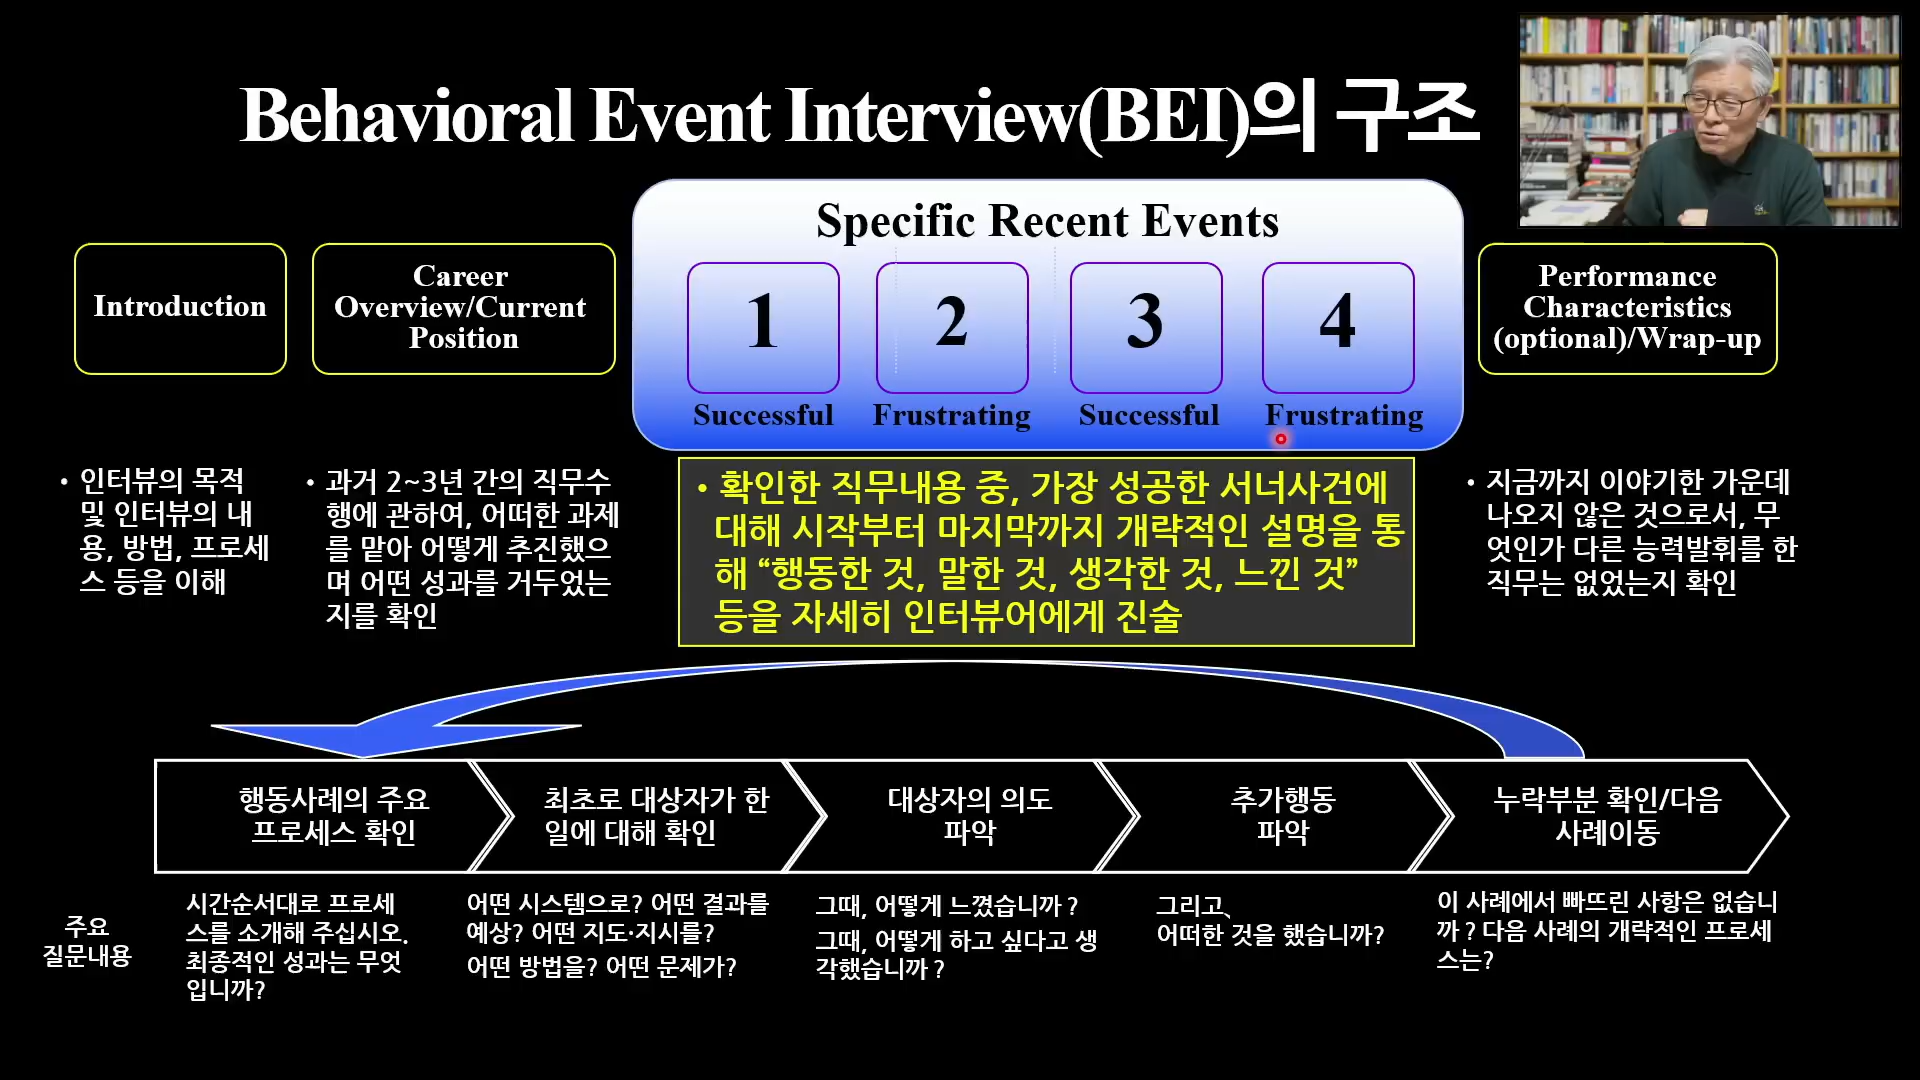 Behavioral Event Interview(BEI)의 구조
Introduction
Career
Overview/Current
Position
Specific Recent Events
1
2
3
4
Successful
Frustrating
Successful
Frustrating
Performance
Characteristics
(optional)/Wrap-up
• 인터뷰의 목적
및 인터뷰의 내
용, 방법, 프로세
스 등을 이해
• 과거 2~3년 간의 직무수
행에 관하여, 어떠한 과제
를 맡아 어떻게 추진했으
며 어떤 성과를 거두었는
지를 확인
• 확인한 직무내용 중, 가장 성공한 서너사건에
대해 시작부터 마지막까지 개략적인 설명을 통
해 “행동한 것, 말한 것, 생각한 것, 느낀 것”
등을 자세히 인터뷰어에게 진술
• 지금까지 이야기한 가운데
나오지 않은 것으로서, 무
엇인가 다른 능력발휘를 한
직무는 없었는지 확인
행동사례의 주요
프로세스 확인
최초로 대상자가 한
일에 대해 확인
대상자의 의도
파악
추가행동
파악
누락부분 확인/다음
사례이동
주요
질문내용
시간순서대로 프로세
스를 소개해 주십시오.
최종적인 성과는 무엇
입니까?
어떤 시스템으로? 어떤 결과를
예상? 어떤 지도·지시를?
어떤 방법을? 어떤 문제가?
그때, 어떻게 느꼈습니까?
그때, 어떻게 하고 싶다고 생
각했습니까?
그리고、
어떠한 것을 했습니까?
이 사례에서 빠뜨린 사항은 없습니
까? 다음 사례의 개략적인 프로세
스는?